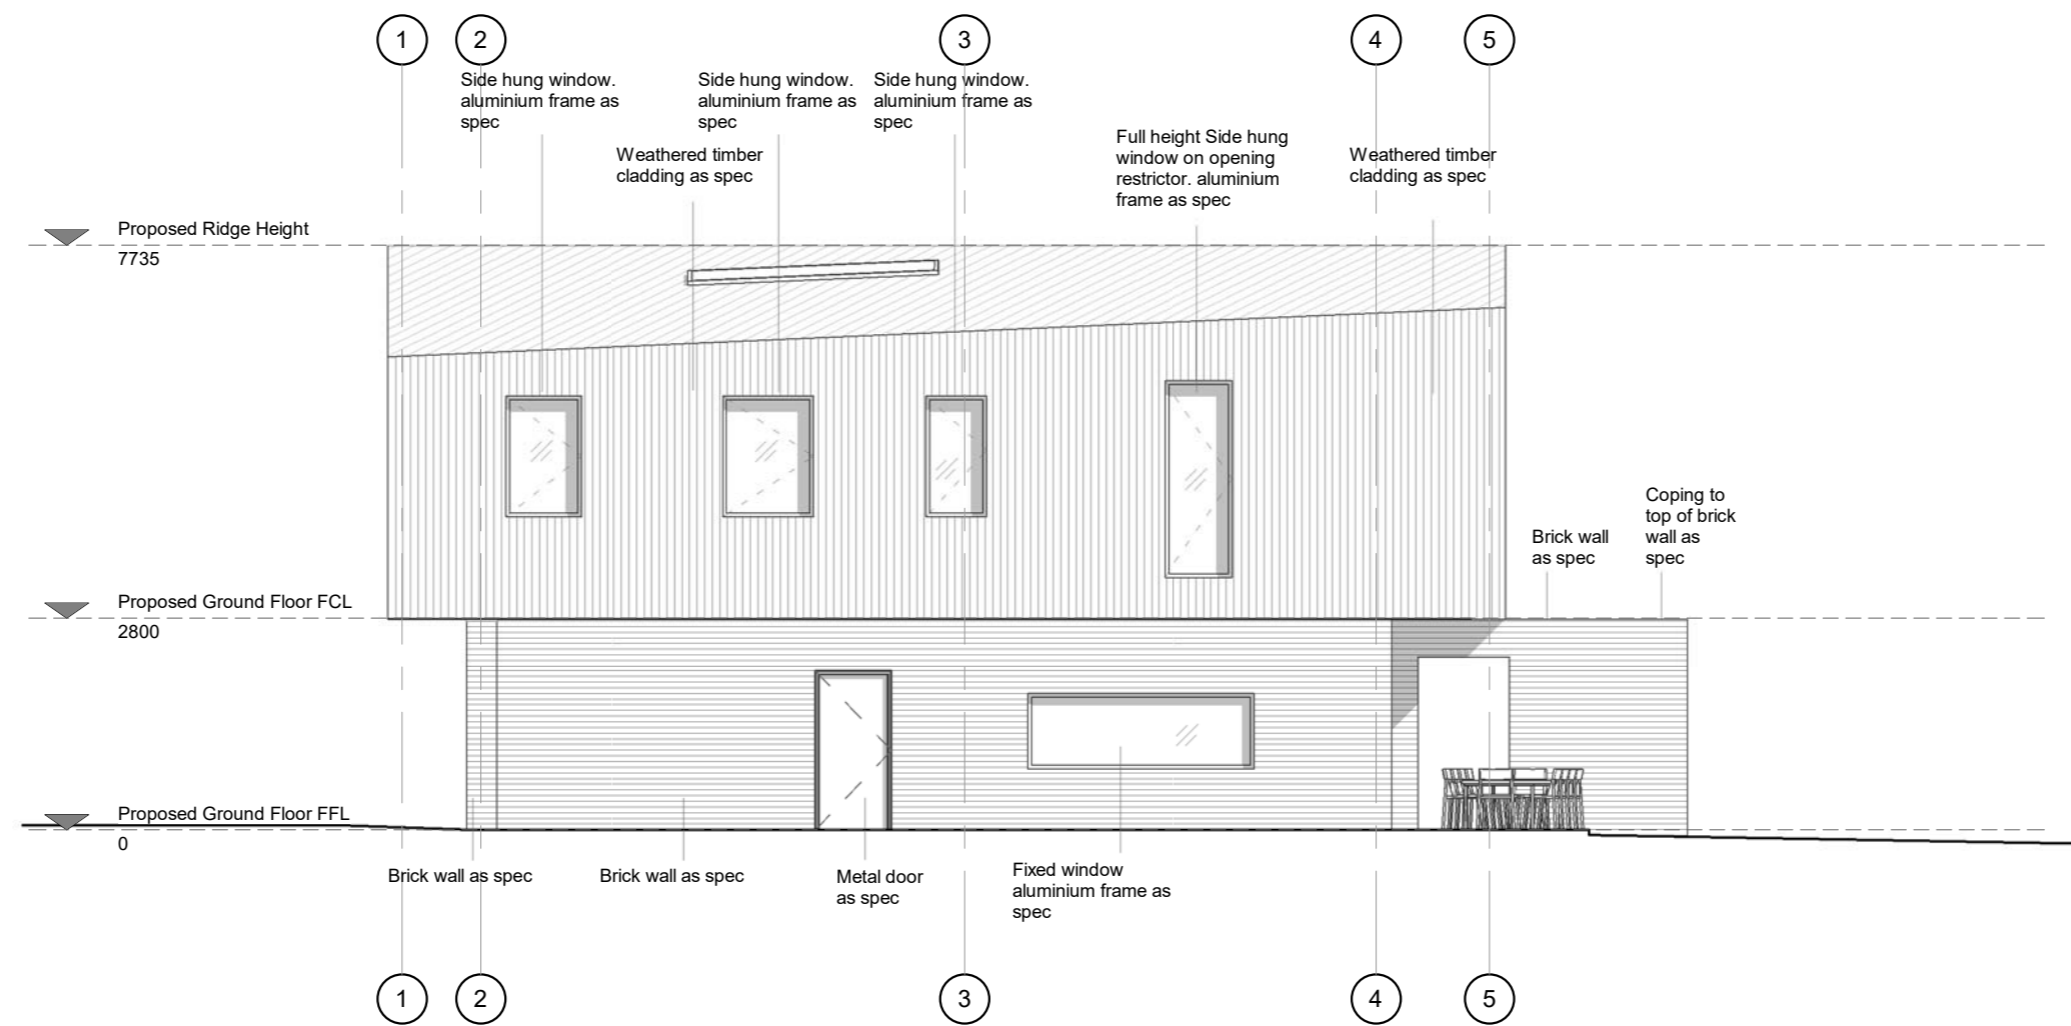 1
2
3
4
5
Side hung window.
aluminium frame as
spec
Side hung window.
aluminium frame as
spec
Side hung window.
aluminium frame as
spec
Full height Side hung
window on opening
restrictor. aluminium
frame as spec
Weathered timber
cladding as spec
Weathered timber
cladding as spec
Proposed Ridge Height
7735
Coping to
top of brick
wall as
spec
Brick wall
as spec
Proposed Ground Floor FCL
2800
Proposed Ground Floor FFL
0
Brick wall as spec
Brick wall as spec
Metal door
as spec
Fixed window
aluminium frame as
spec
1
2
3
4
5